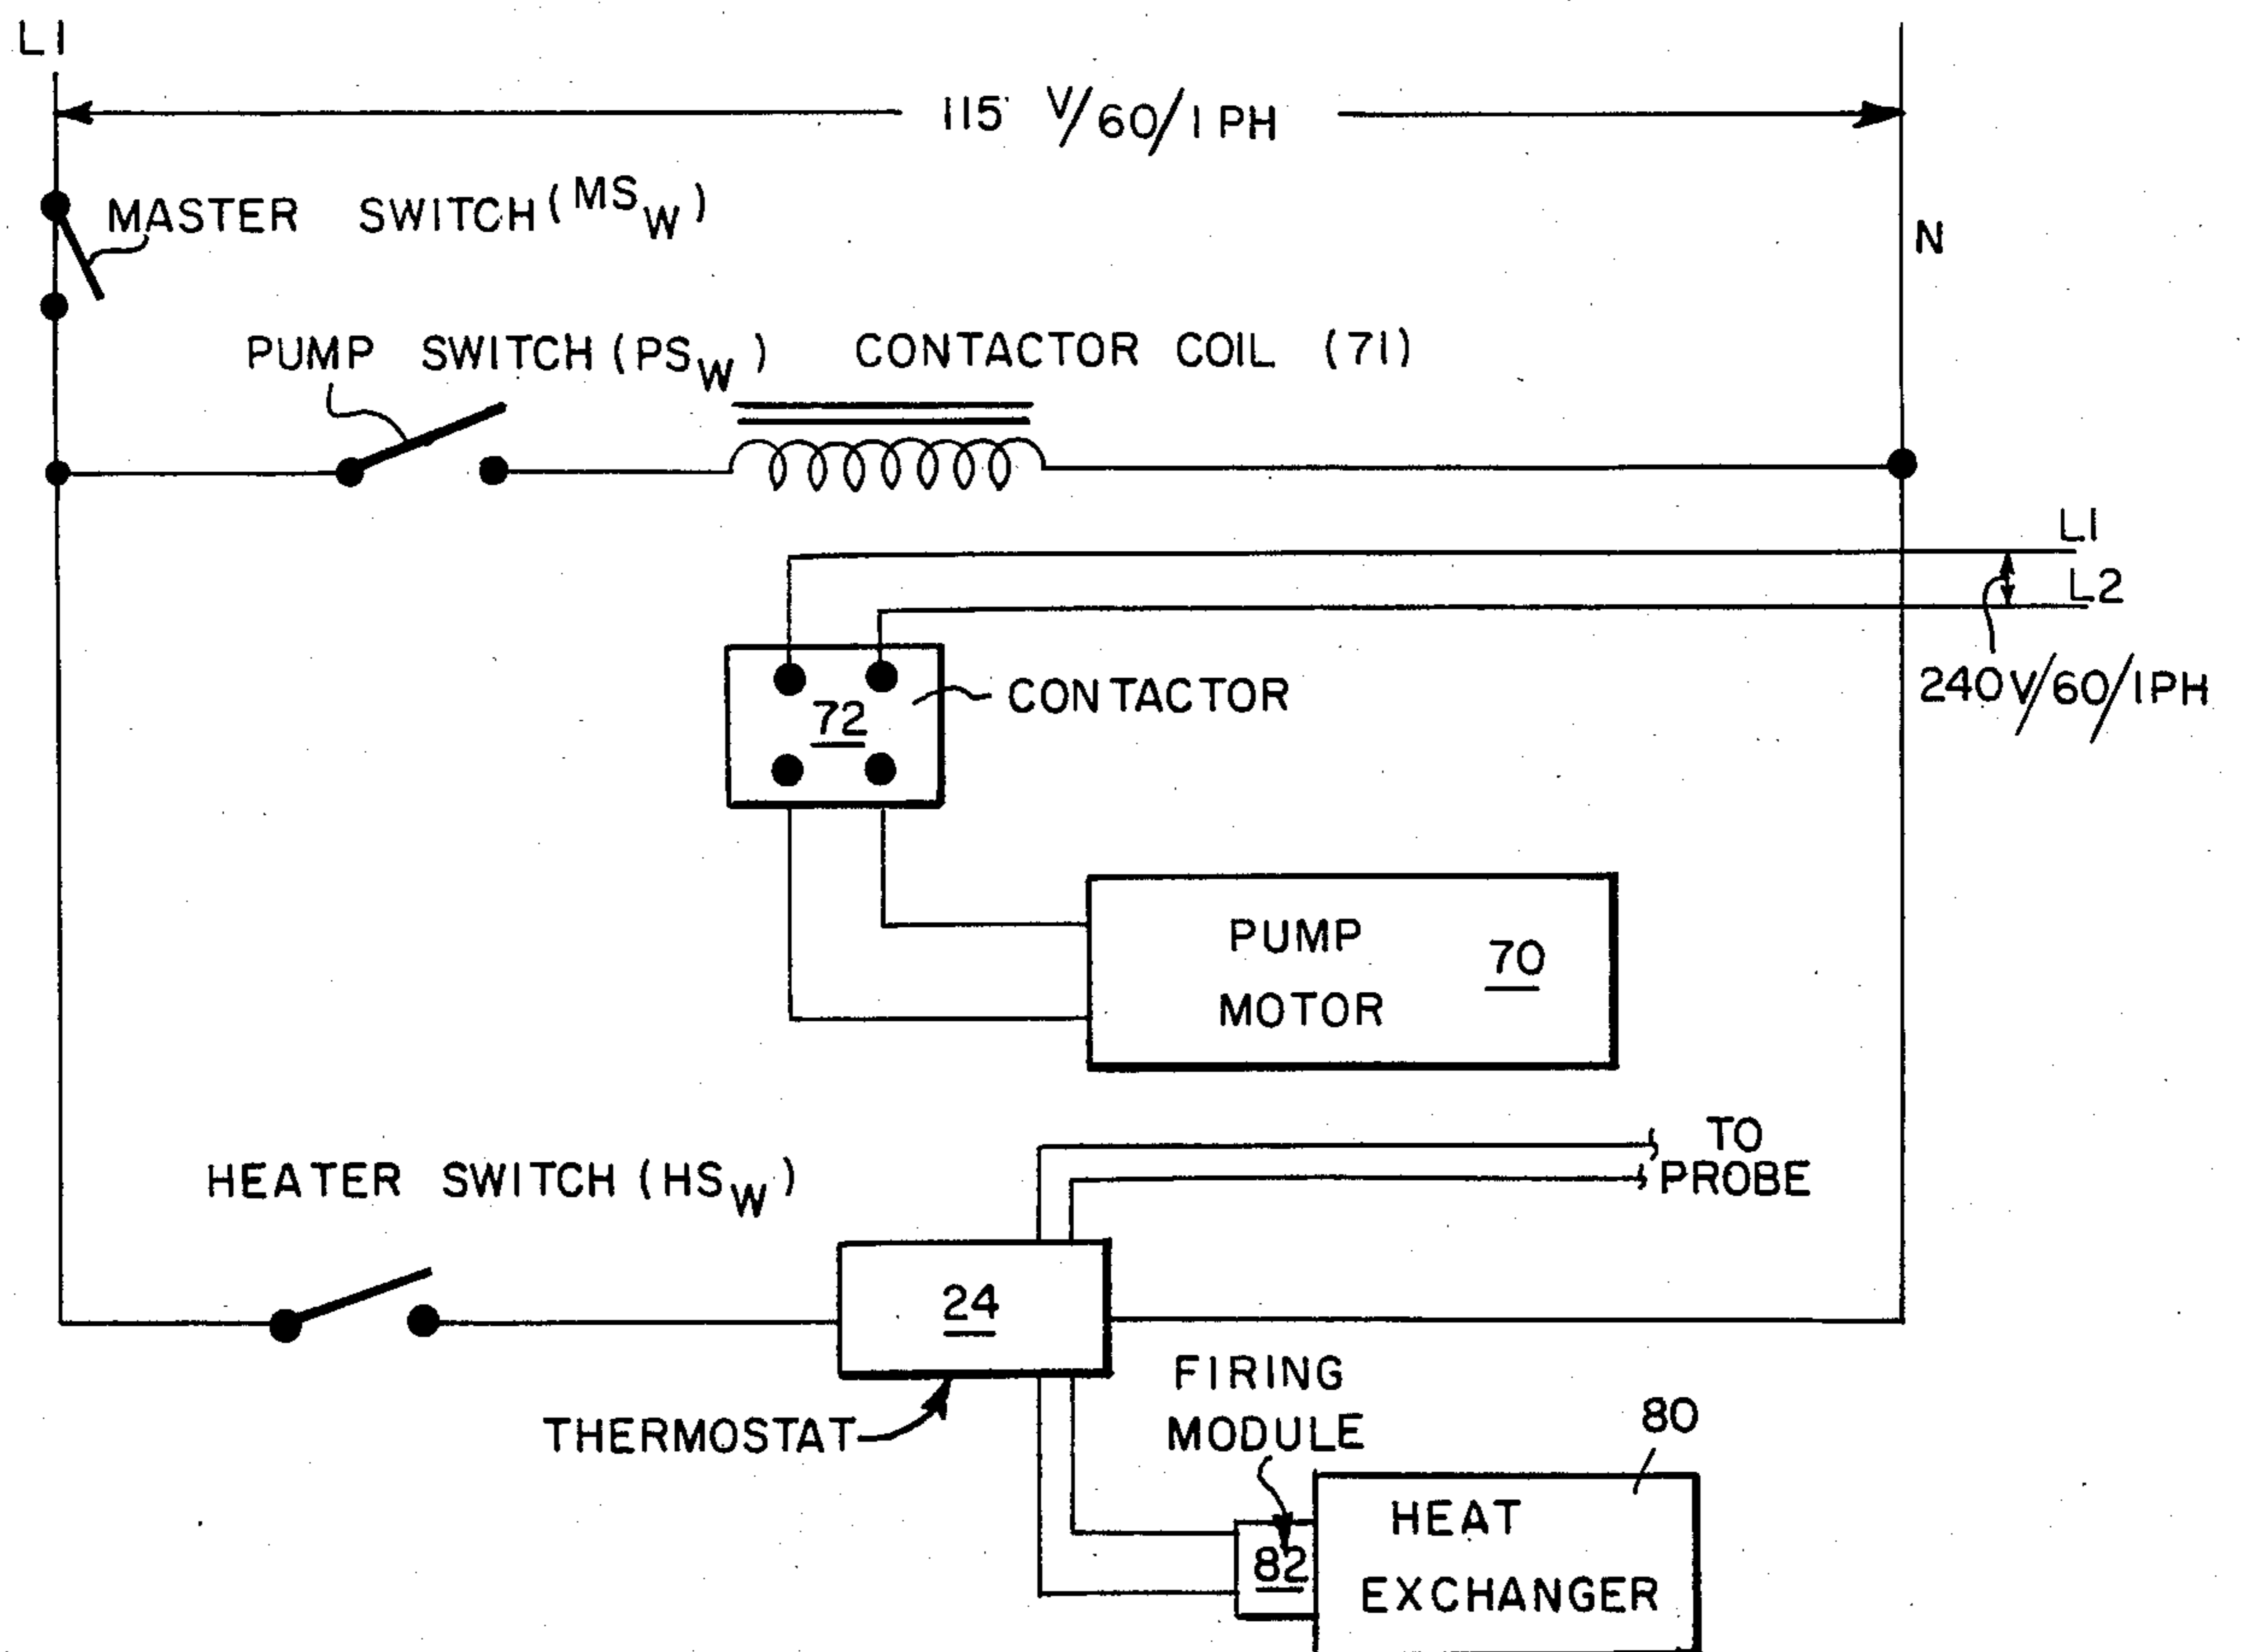 L1
115 V/60/1 PH
MASTER SWITCH (MSW)
N
PUMP SWITCH (PSW)
CONTACTOR COIL (71)
L1
L2
240V/60/1PH
CONTACTOR
72
PUMP
MOTOR
70
TO
PROBE
HEATER SWITCH (HSW)
24
THERMOSTAT
FIRING
MODULE
80
82
HEAT
EXCHANGER